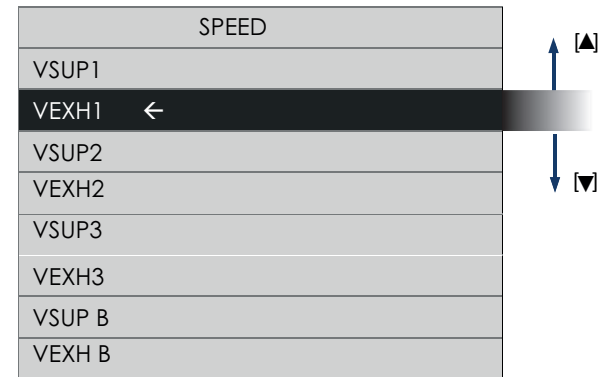 SPEED
[▲]
VSUP1
VEXH1 ←
VSUP2
VEXH2 [▼]
VSUP3
VEXH3
VSUP B
VEXH B